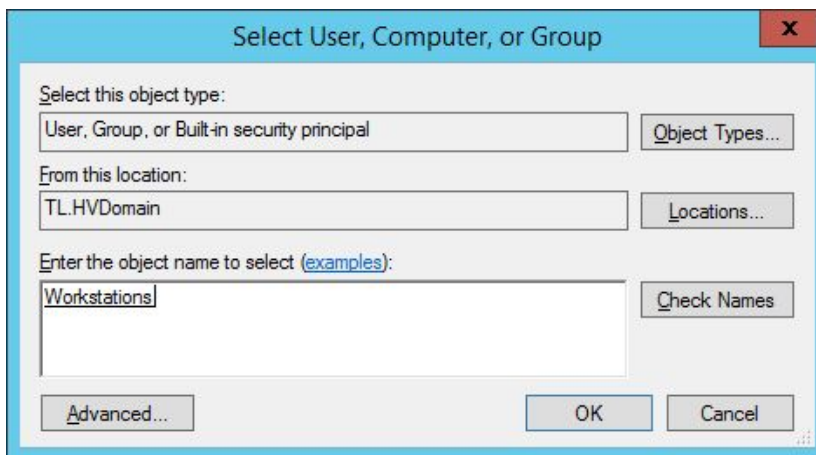 Select User, Computer, or Group
x
Select this object type:
User, Group, or Built-in security principal
Object Types...
From this location:
TL.HVDomain
Locations...
Enter the object name to select (examples):
Workstations
Check Names
Advanced...
OK
Cancel